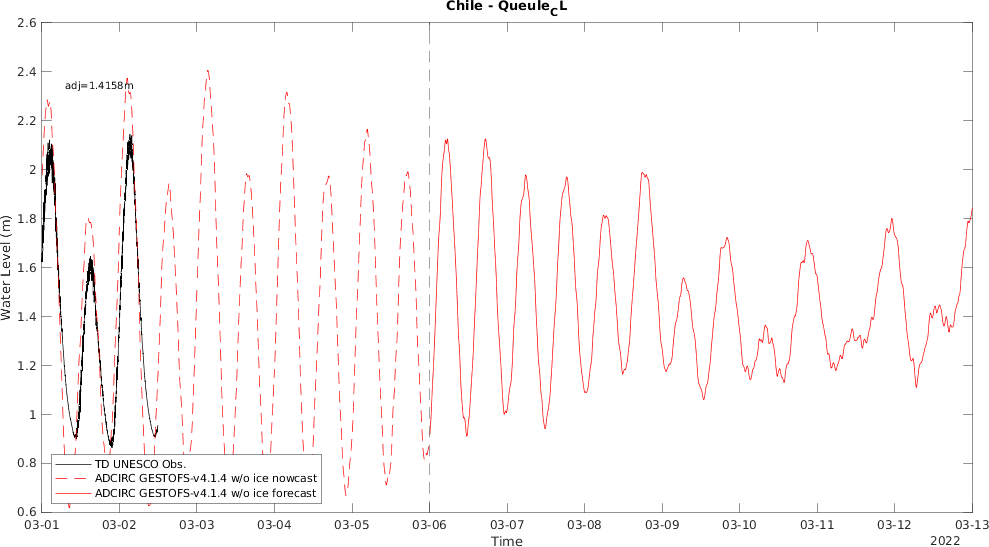 Chile - Queule_CL
2.6
2.4
2.2
2
1.8
1.6
1.4
1.2
1
0.8
0.6
Water Level (m)
adj=1.4158m
TD UNESCO Obs.
ADCIRC GESTOFS-v4.1.4 w/o ice nowcast
ADCIRC GESTOFS-v4.1.4 w/o ice forecast
03-01 03-02 03-03 03-04 03-05 03-06 03-07 03-08 03-09 03-10 03-11 03-12 03-13
Time
2022